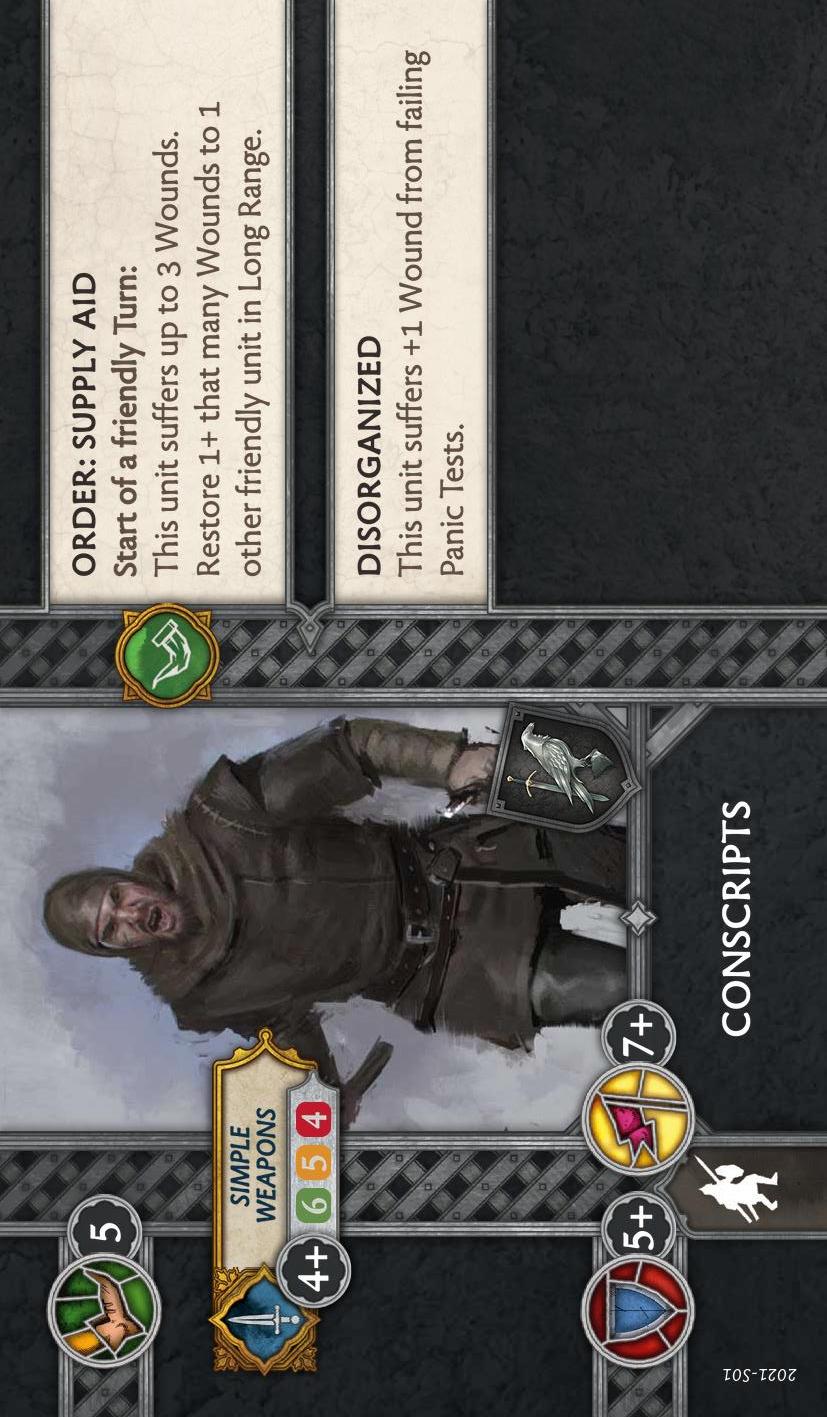 5
SIMPLE
WEAPONS
4+
6 5 4
5+
7+
CONSCRIPTS
ORDER: SUPPLY AID
Start of a friendly Turn:
This unit suffers up to 3 Wounds.
Restore 1+ that many Wounds to 1
other friendly unit in Long Range.
DISORGANIZED
This unit suffers +1 Wound from failing
Panic Tests.
2021-S01